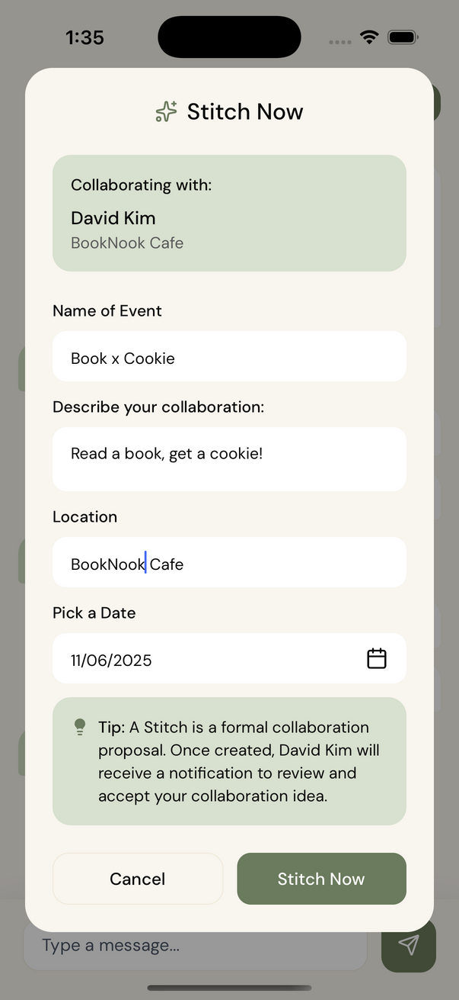 1:35
Stitch Now
Collaborating with:
David Kim
BookNook Cafe
Name of Event
Book x Cookie
Describe your collaboration:
Read a book, get a cookie!
Location
BookNook Cafe
Pick a Date
11/06/2025
Tip: A Stitch is a formal collaboration
proposal. Once created, David Kim will
receive a notification to review and
accept your collaboration idea.
Cancel
Stitch Now
Type a message...